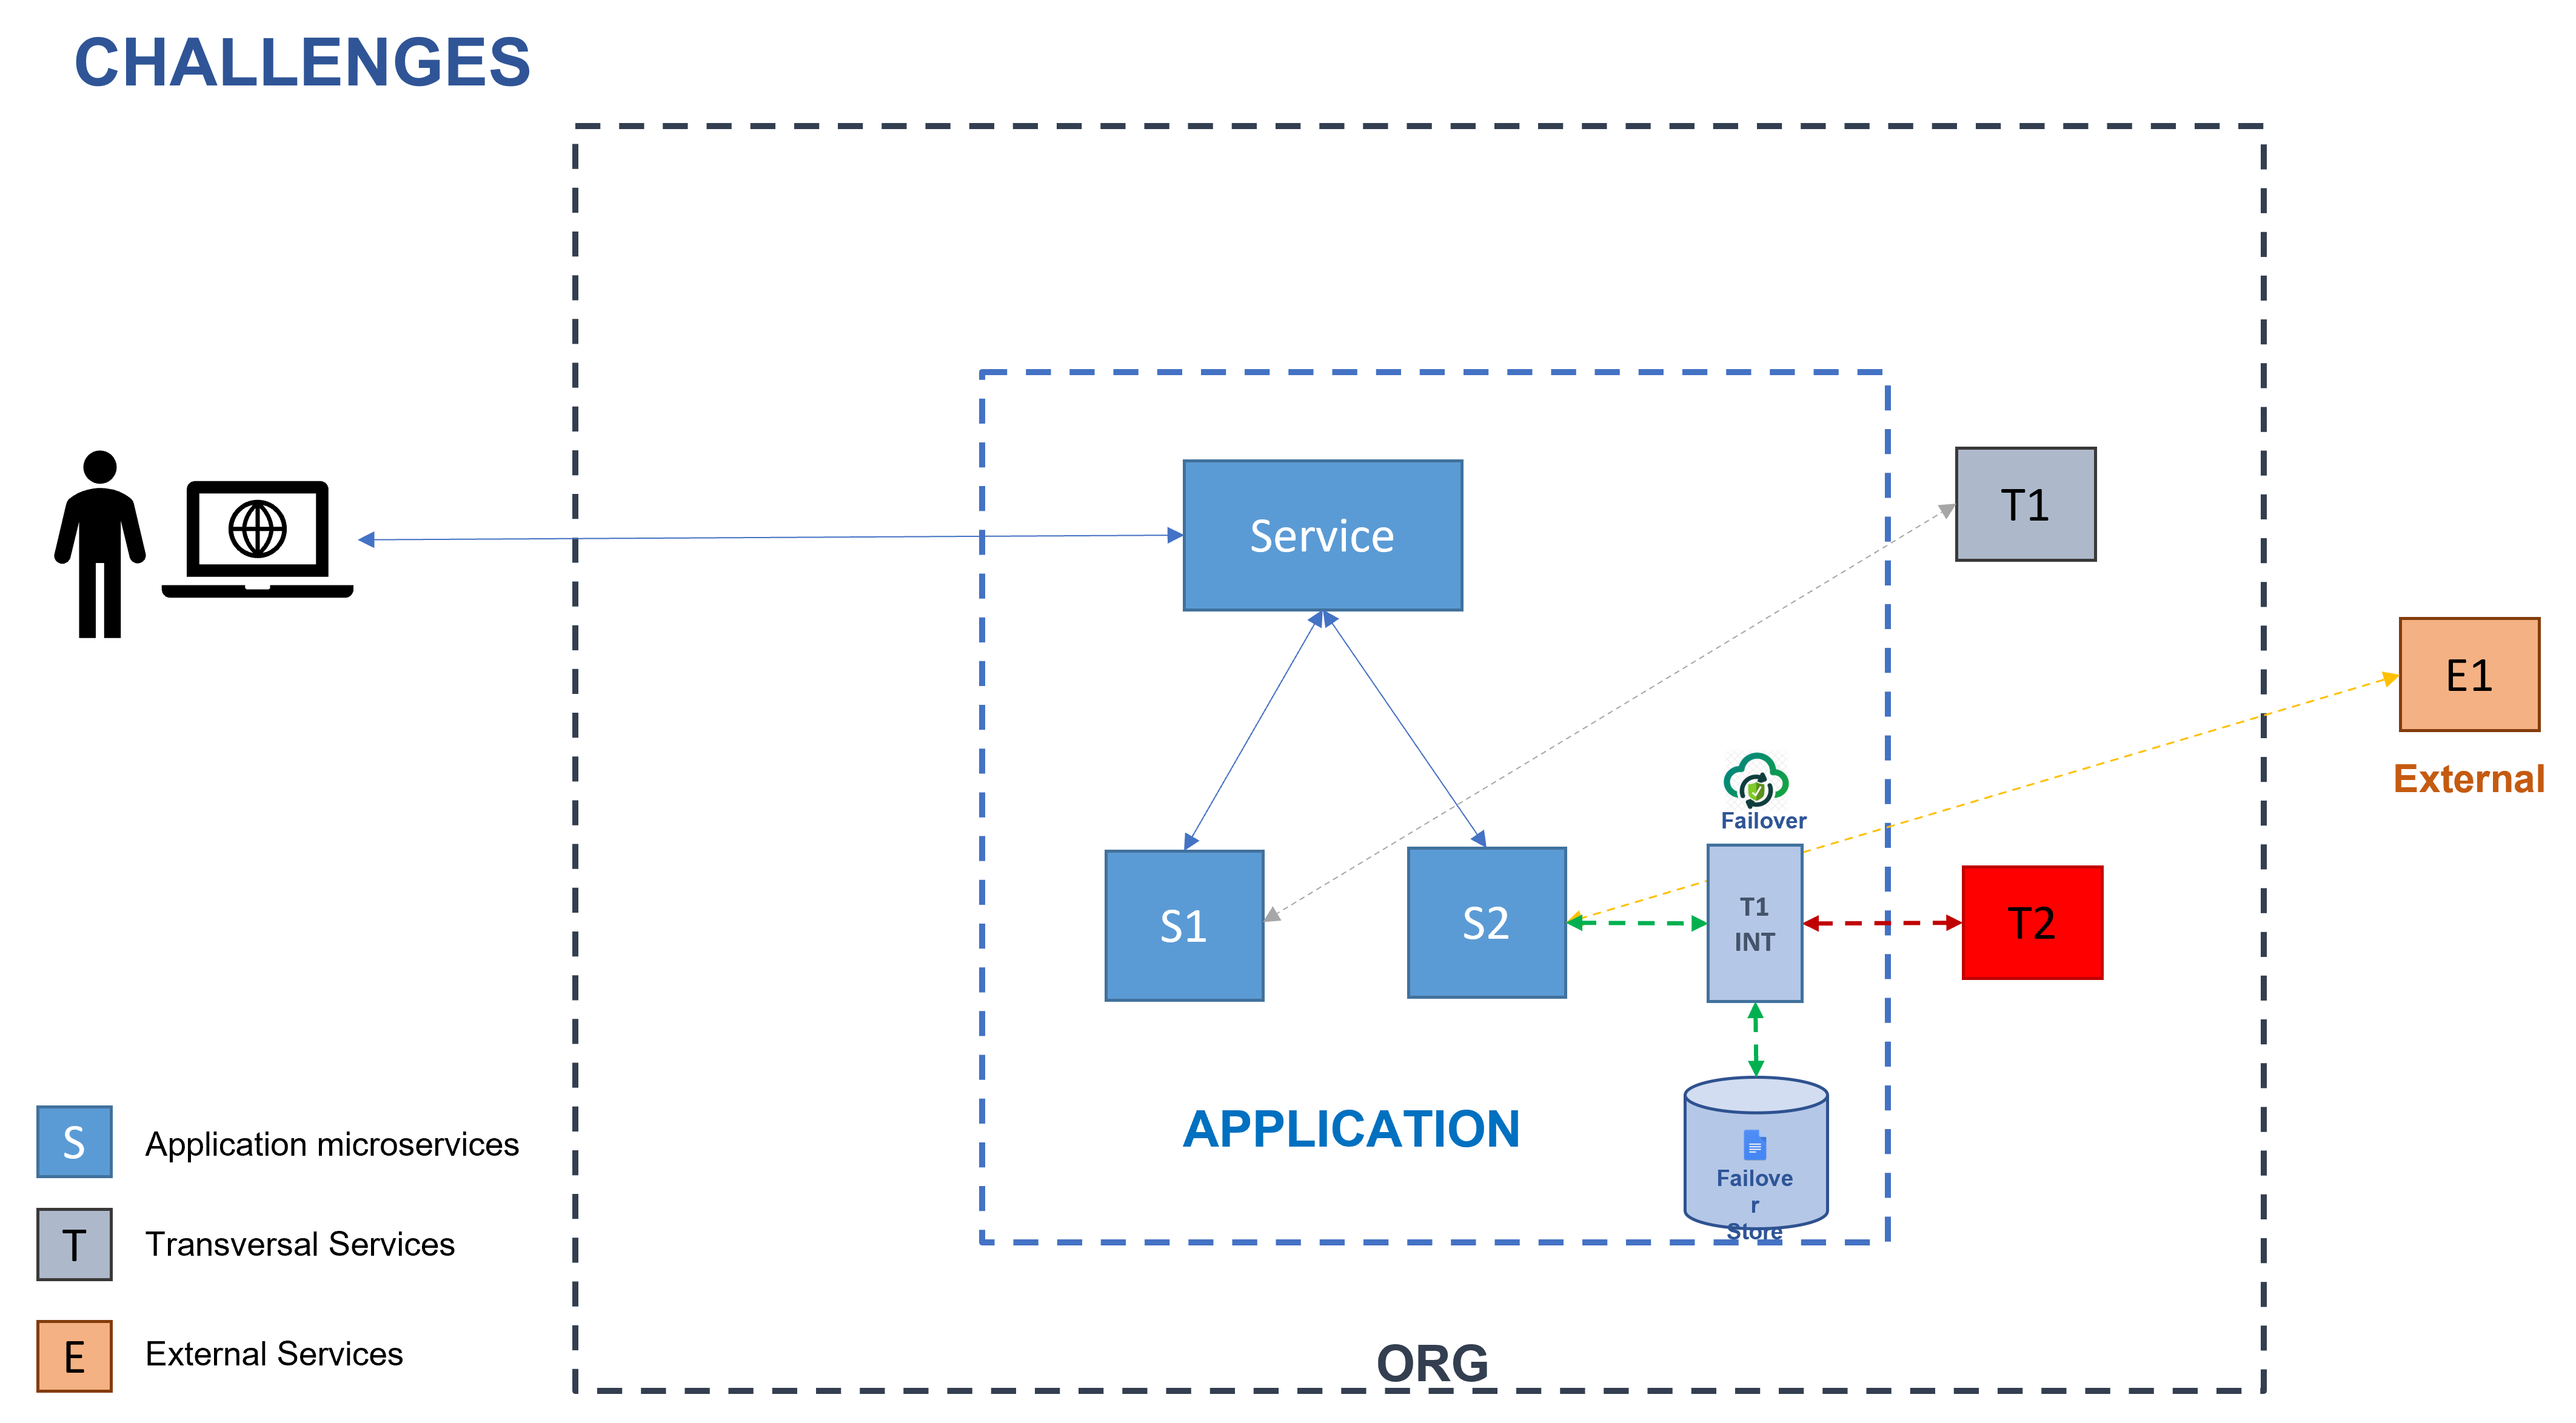 CHALLENGES
Service
T1
E1
External
Failover
S1
S2
T1
INT
T2
APPLICATION
Failove
r
Store
S
Application microservices
T
Transversal Services
E
External Services
ORG